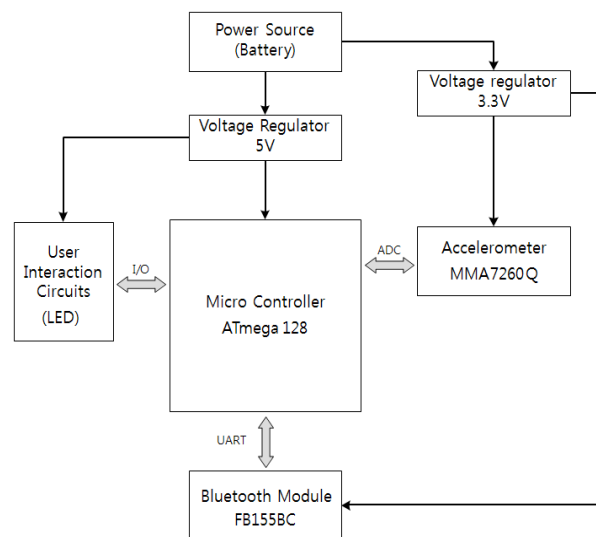 Power Source
(Battery)
Voltage regulator
3.3V
Voltage Regulator
5V
User
Interaction
Circuits
(LED)
I/O
Micro Controller
ATmega 128
ADC
Accelerometer
MMA7260Q
UART
Bluetooth Module
FB155BC